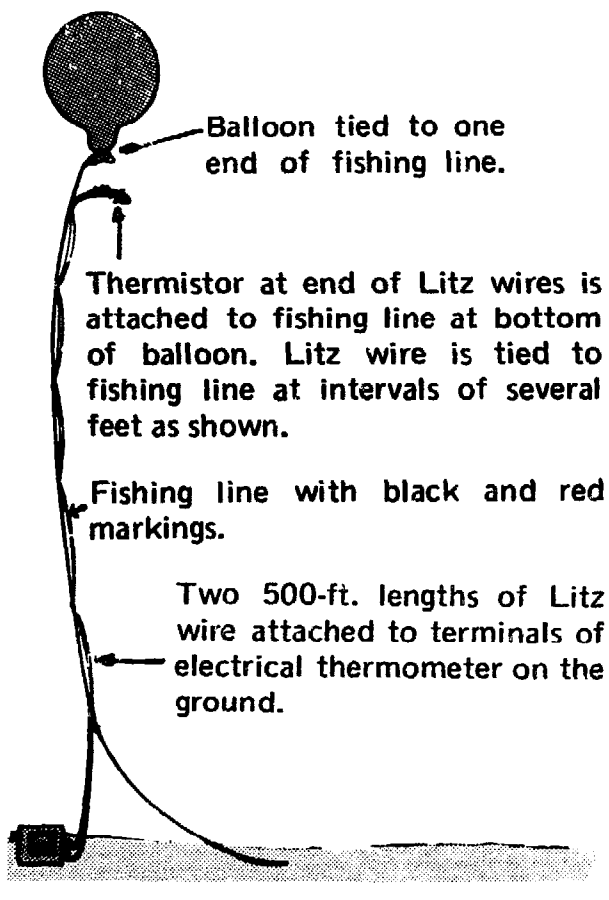 Balloon tied to one
end of fishing line.
Thermistor at end of Litz wires is
attached to fishing line at bottom
of balloon. Litz wire is tied to
fishing line at intervals of several
feet as shown.
Fishing line with black and red
markings.
Two 500-ft. lengths of Litz
wire attached to terminals of
electrical thermometer on the
ground.